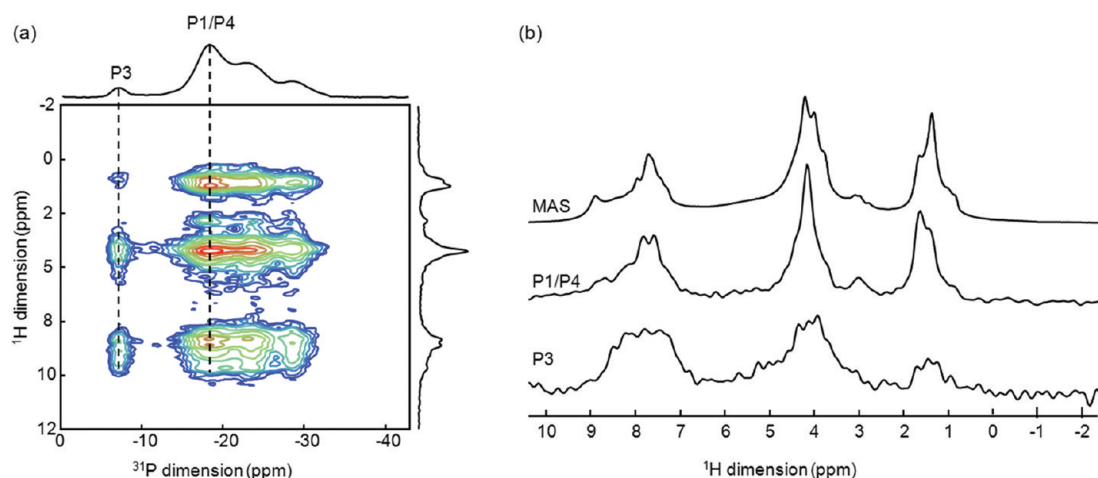 (a)
P1/P4
P3
-2
0
2
5
8
10
12
0
-10
-20
-30
-40
¹H dimension (ppm)
³¹P dimension (ppm)
(b)
MAS
P1/P4
P3
10 9 8 7 6 5 4 3 2 1 0 -1 -2
¹H dimension (ppm)